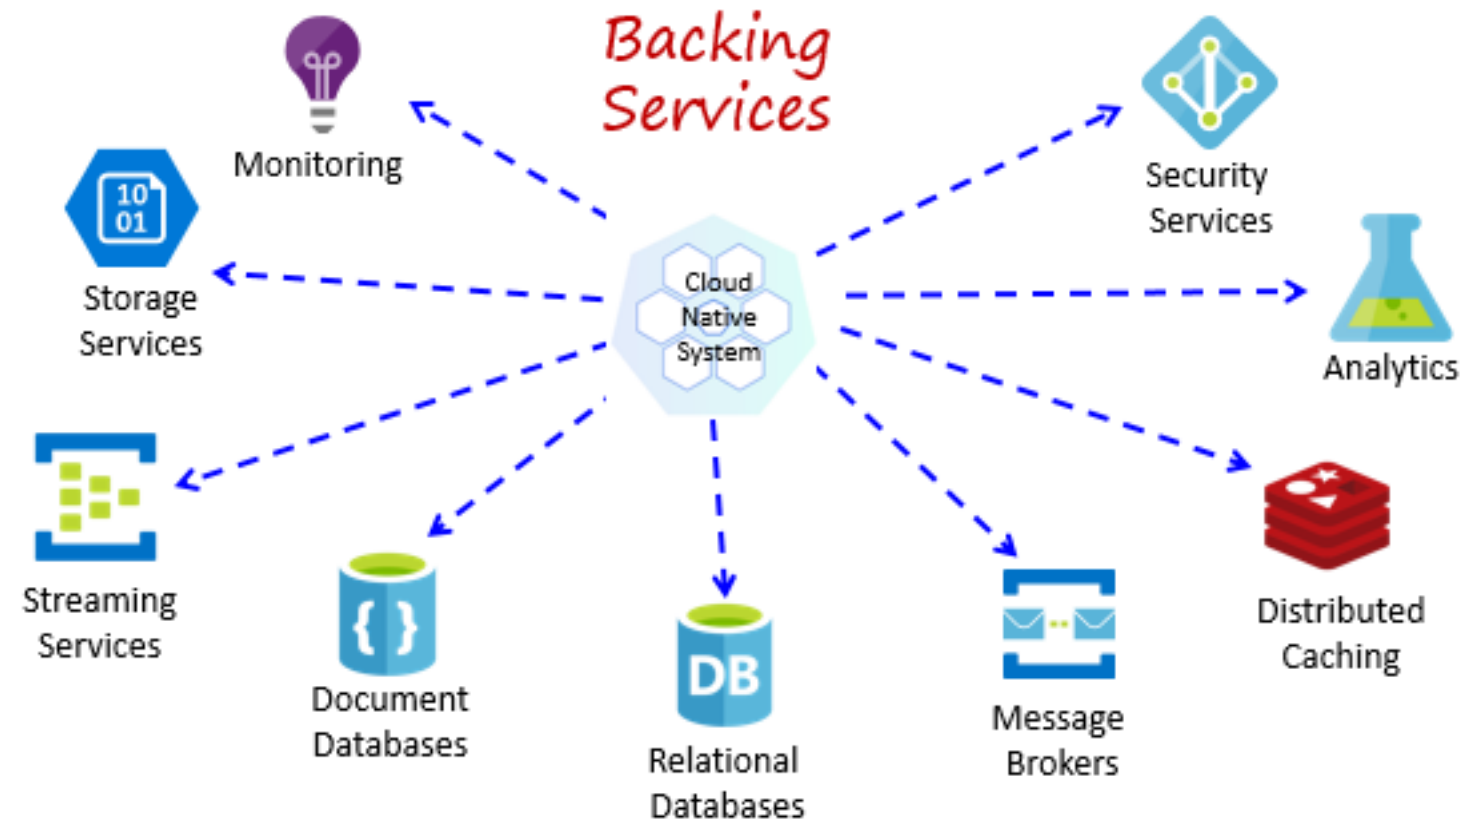 Backing
Services
Monitoring
Security
Services
10
01
Storage
Services
Cloud
Native
System
Analytics
Streaming
Services
Document
Databases
DB
Relational
Databases
Message
Brokers
Distributed
Caching
{ }